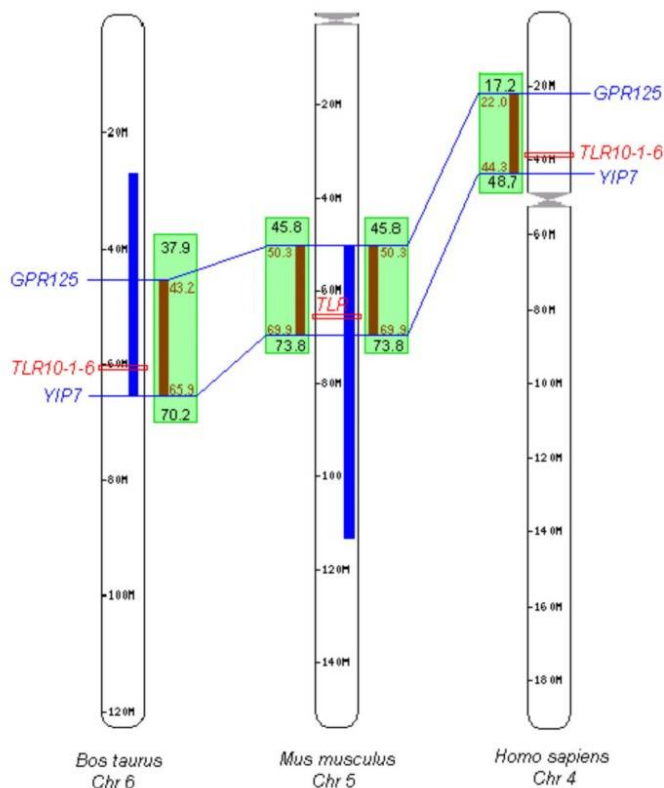 17.2
20M
GPR125
22.0
20M
TLR10-1-6
20M
40M
44.3
YIP7
40M
48.7
37.9
45.8
45.8
40M
50.3
50.3
60M
GPR125
43.2
60M
TLR
80M
TLR10-1-6
60M
69.9
69.9
YIP7
65.9
73.8
73.8
70.2
80M
100M
80M
100
120M
100M
120M
140M
160M
140M
180M
120M
Bos taurus
Mus musculus
Homo sapiens
Chr 6
Chr 5
Chr 4